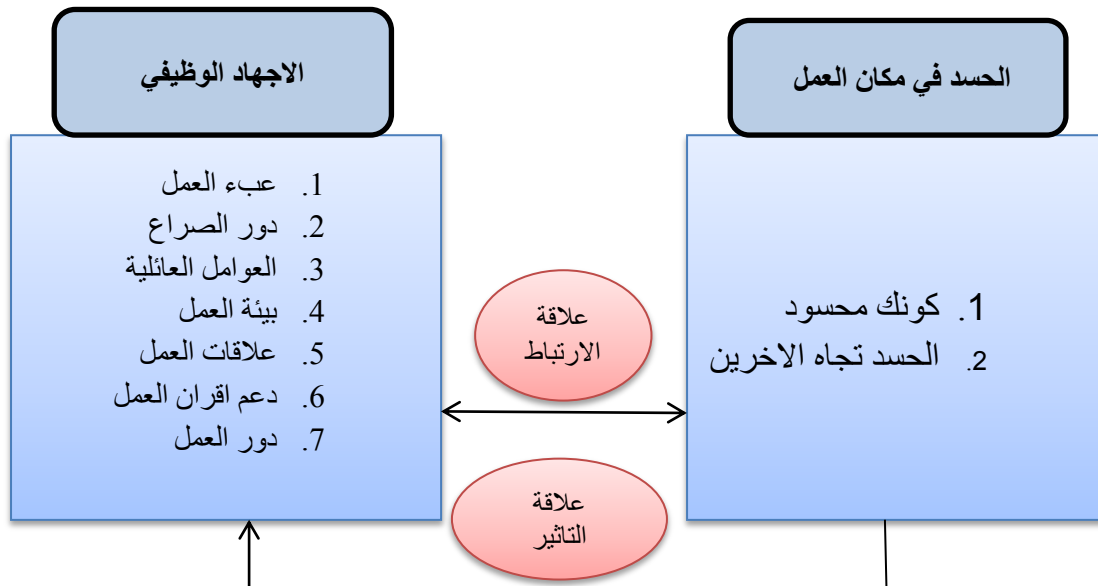 الحسد في مكان العمل
1. كونك محسود
2. الحسد تجاه الاخرين
الاجهاد الوظيفي
1. عبء العمل
2. دور الصراع
3. العوامل العائلية
4. بيئة العمل
5. علاقات العمل
6. دعم اقران العمل
7. دور العمل
علاقة
الارتباط
علاقة
التاثير